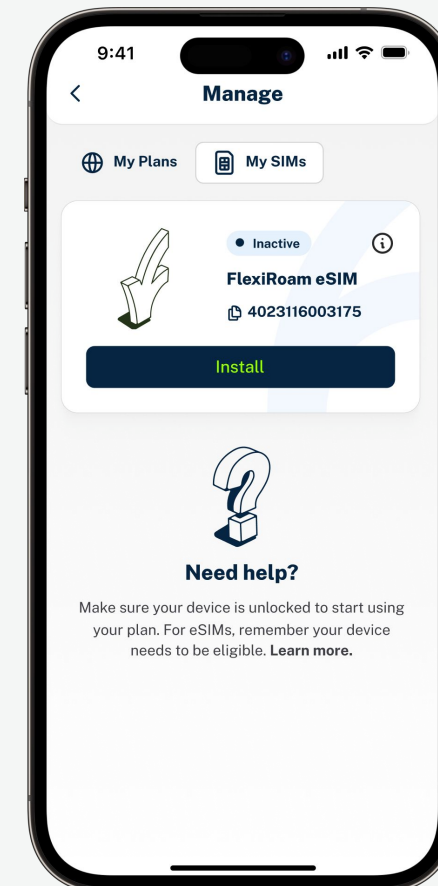 9:41
Manage
My Plans
My SIMs
Inactive
FlexiRoam eSIM
4023116003175
Install
Need help?
Make sure your device is unlocked to start using
your plan. For eSIMs, remember your device
needs to be eligible. Learn more.